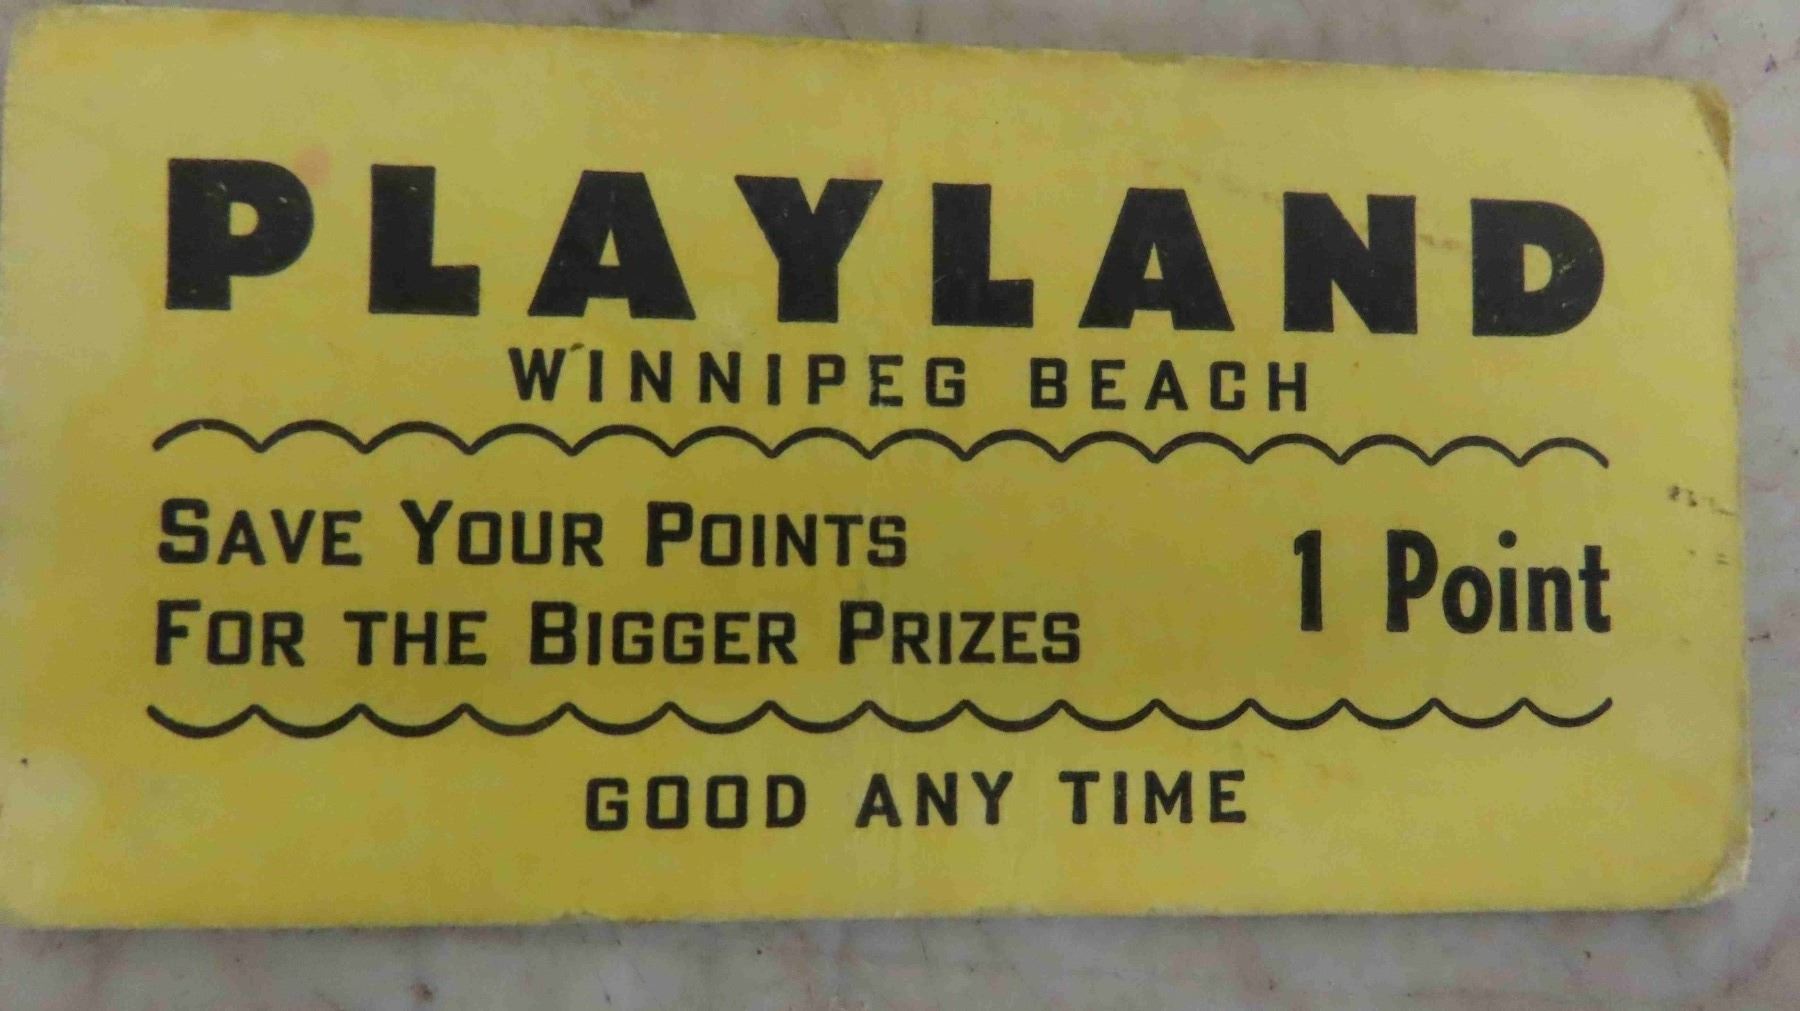 PLAYLAND
WINNIPEG BEACH
SAVE YOUR POINTS
FOR THE BIGGER PRIZES
1 Point
GOOD ANY TIME